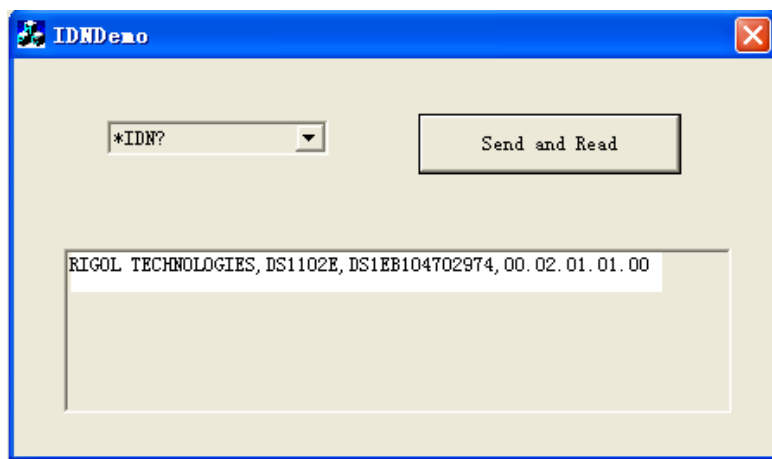 IDNDemo
*IDN?
Send and Read
RIGOL TECHNOLOGIES,DS1102E,DS1EB104702974,00.02.01.01.00